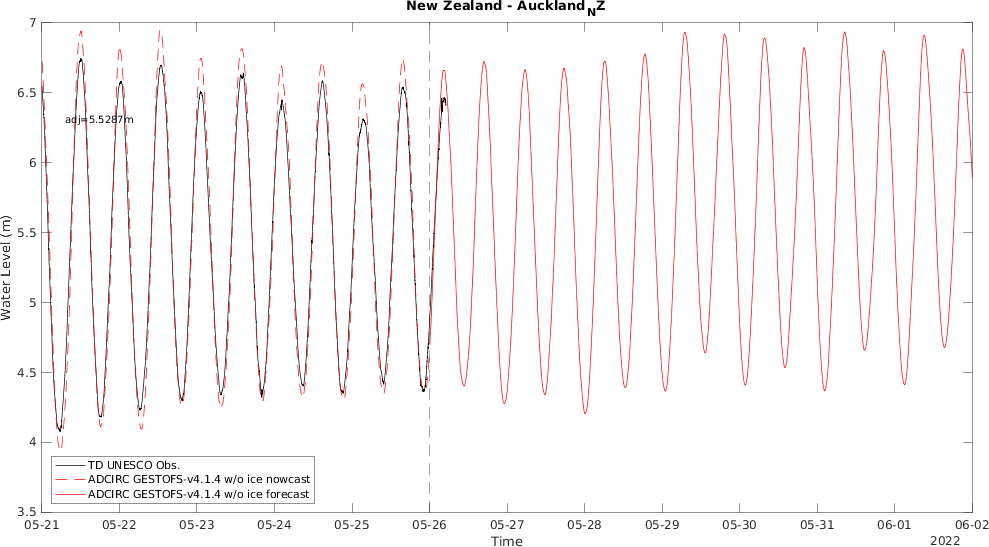 New Zealand - Auckland_NZ
7
6.5
6
5.5
5
4.5
4
3.5
Water Level (m)
adj=5.5287m
TD UNESCO Obs.
ADCIRC GESTOFS-v4.1.4 w/o ice nowcast
ADCIRC GESTOFS-v4.1.4 w/o ice forecast
05-21 05-22 05-23 05-24 05-25 05-26 05-27 05-28 05-29 05-30 05-31 06-01 06-02
Time
2022